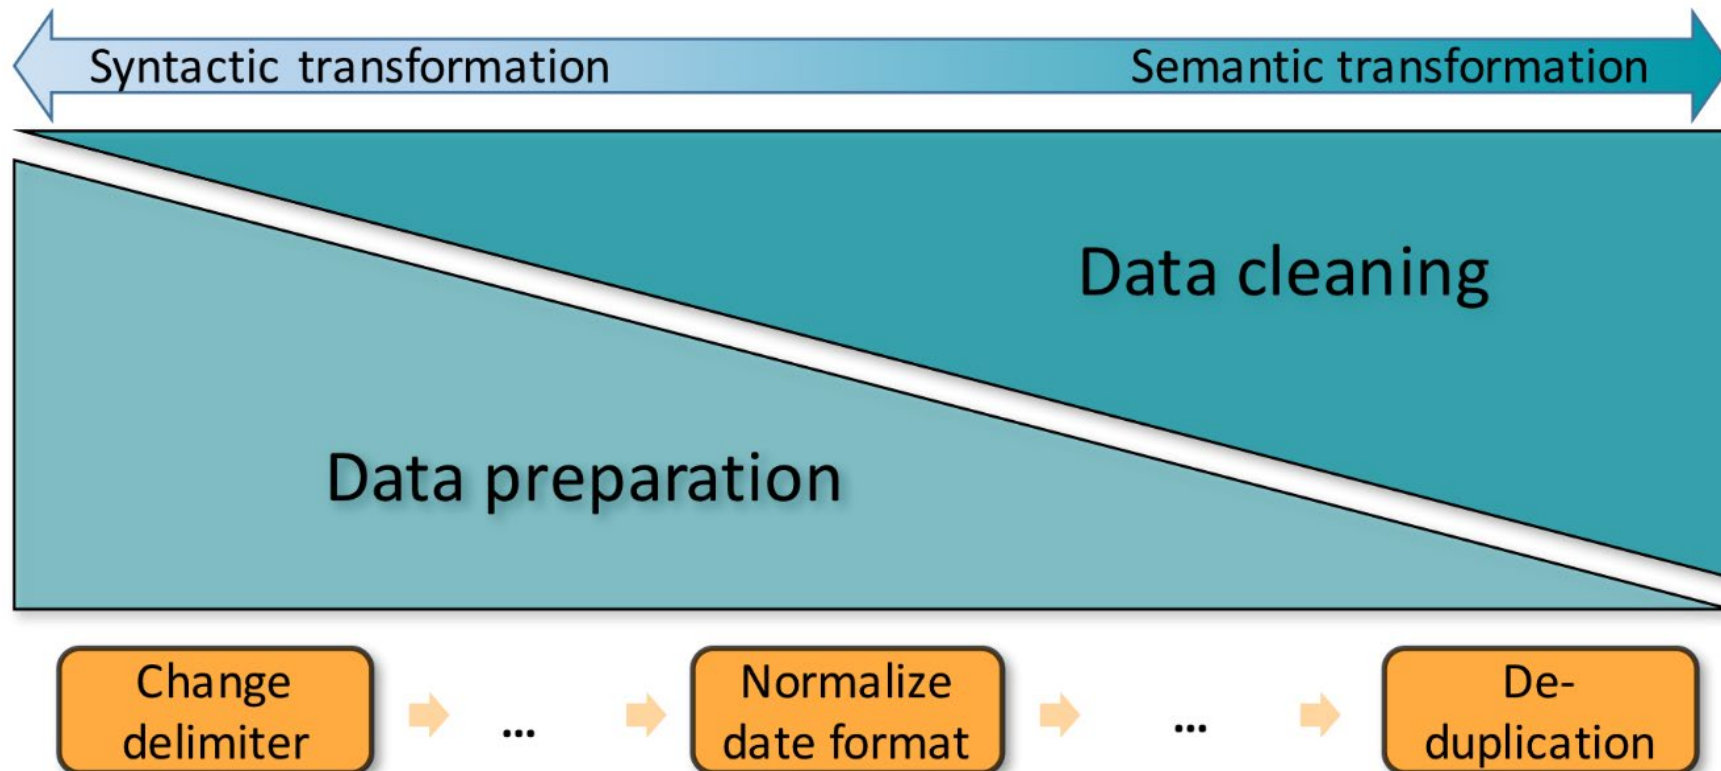 Syntactic transformation
Semantic transformation
Data cleaning
Data preparation
Change
delimiter
...
Normalize
date format
...
De-
duplication